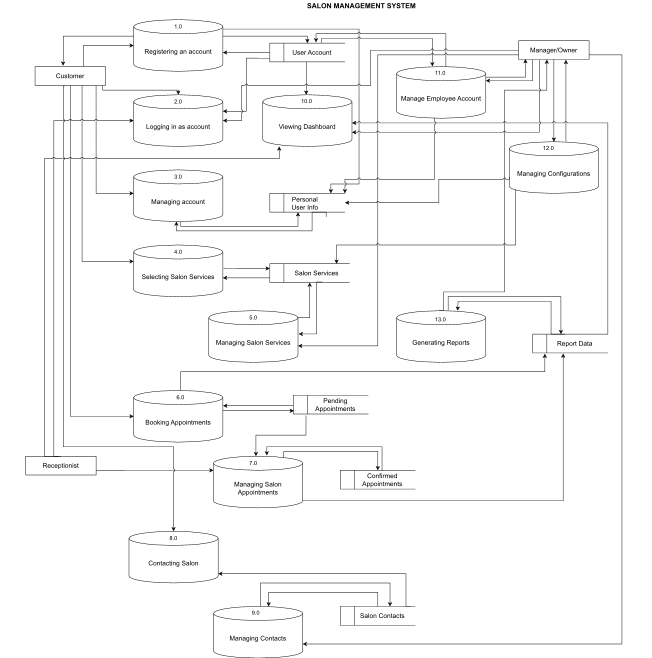 SALON MANAGEMENT SYSTEM
1.0
Registering an account
User Account
Manager/Owner
Customer
11.0
Manage Employee Account
2.0
Logging in as account
10.0
Viewing Dashboard
12.0
Managing Configurations
3.0
Managing account
Personal
User Info
4.0
Selecting Salon Services
Salon Services
5.0
Managing Salon Services
13.0
Generating Reports
Report Data
6.0
Booking Appointments
Pending
Appointments
Receptionist
7.0
Managing Salon
Appointments
Confirmed
Appointments
8.0
Contacting Salon
9.0
Managing Contacts
Salon Contacts